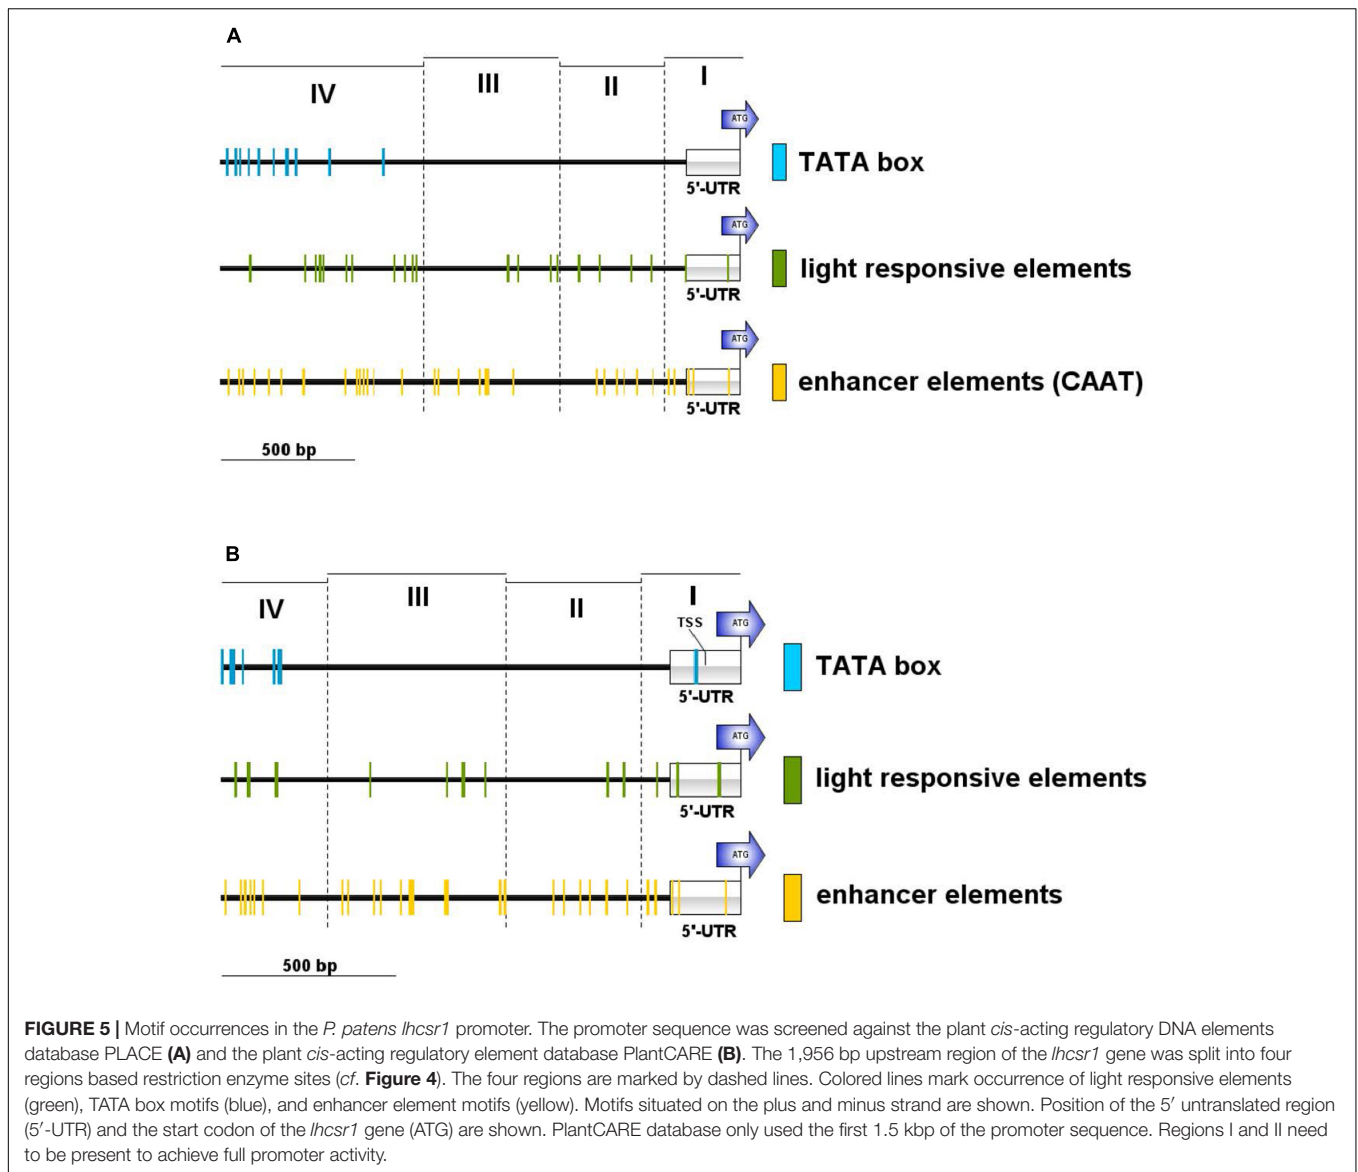 A
IV III II I
ATG
TATA box
5'-UTR
ATG
light responsive elements
5'-UTR
ATG
enhancer elements (CAAT)
5'-UTR
500 bp
B
IV III II I
TSS ATG
TATA box
5'-UTR
ATG
light responsive elements
5'-UTR
ATG
enhancer elements
5'-UTR
500 bp
FIGURE 5 | Motif occurrences in the P. patens lhcsr1 promoter. The promoter sequence was screened against the plant cis-acting regulatory DNA elements
database PLACE (A) and the plant cis-acting regulatory element database PlantCARE (B). The 1,956 bp upstream region of the lhcsr1 gene was split into four
regions based restriction enzyme sites (cf. Figure 4). The four regions are marked by dashed lines. Colored lines mark occurrence of light responsive elements
(green), TATA box motifs (blue), and enhancer element motifs (yellow). Motifs situated on the plus and minus strand are shown. Position of the 5′ untranslated region
(5′-UTR) and the start codon of the lhcsr1 gene (ATG) are shown. PlantCARE database only used the first 1.5 kbp of the promoter sequence. Regions I and II need
to be present to achieve full promoter activity.